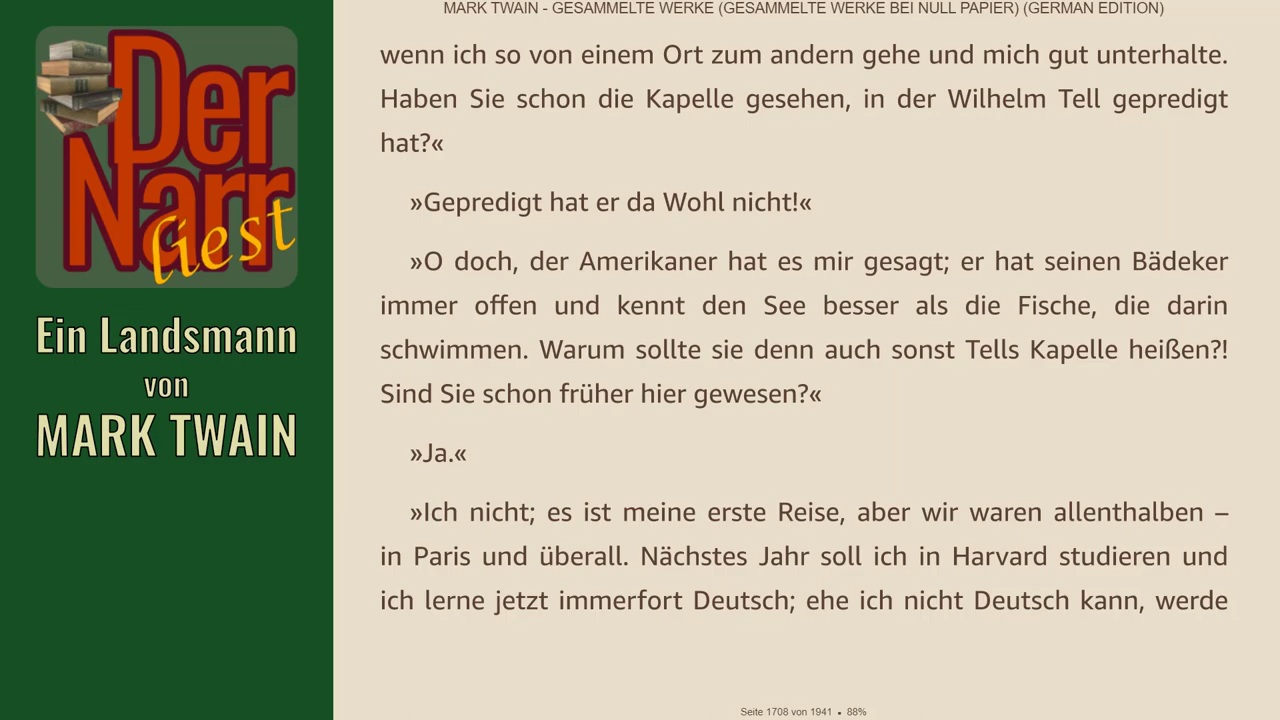 Der
Narr
liest
Ein Landsmann
von
MARK TWAIN
MARK TWAIN - GESAMMELTE WERKE (GESAMMELTE WERKE BEI NULL PAPIER) (GERMAN EDITION)
wenn ich so von einem Ort zum andern gehe und mich gut unterhalte.
Haben Sie schon die Kapelle gesehen, in der Wilhelm Tell gepredigt
hat?«
»Gepredigt hat er da Wohl nicht!«
»O doch, der Amerikaner hat es mir gesagt; er hat seinen Bädeker
immer offen und kennt den See besser als die Fische, die darin
schwimmen. Warum sollte sie denn auch sonst Tells Kapelle heißen?!
Sind Sie schon früher hier gewesen?«
»Ja.«
»Ich nicht; es ist meine erste Reise, aber wir waren allenthalben –
in Paris und überall. Nächstes Jahr soll ich in Harvard studieren und
ich lerne jetzt immerfort Deutsch; ehe ich nicht Deutsch kann, werde
Seite 1708 von 1941 • 88%